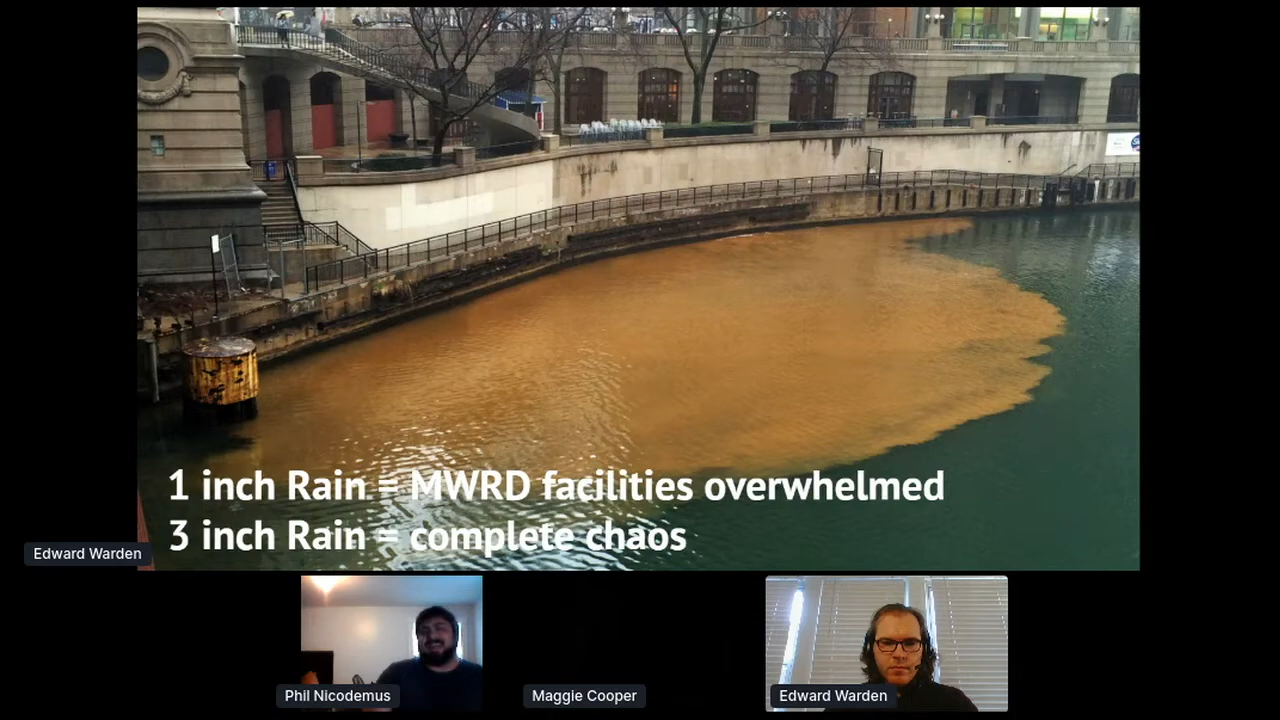 1 inch Rain = MWRD facilities overwhelmed
3 inch Rain = complete chaos
Edward Warden
Phil Nicodemus
Maggie Cooper
Edward Warden